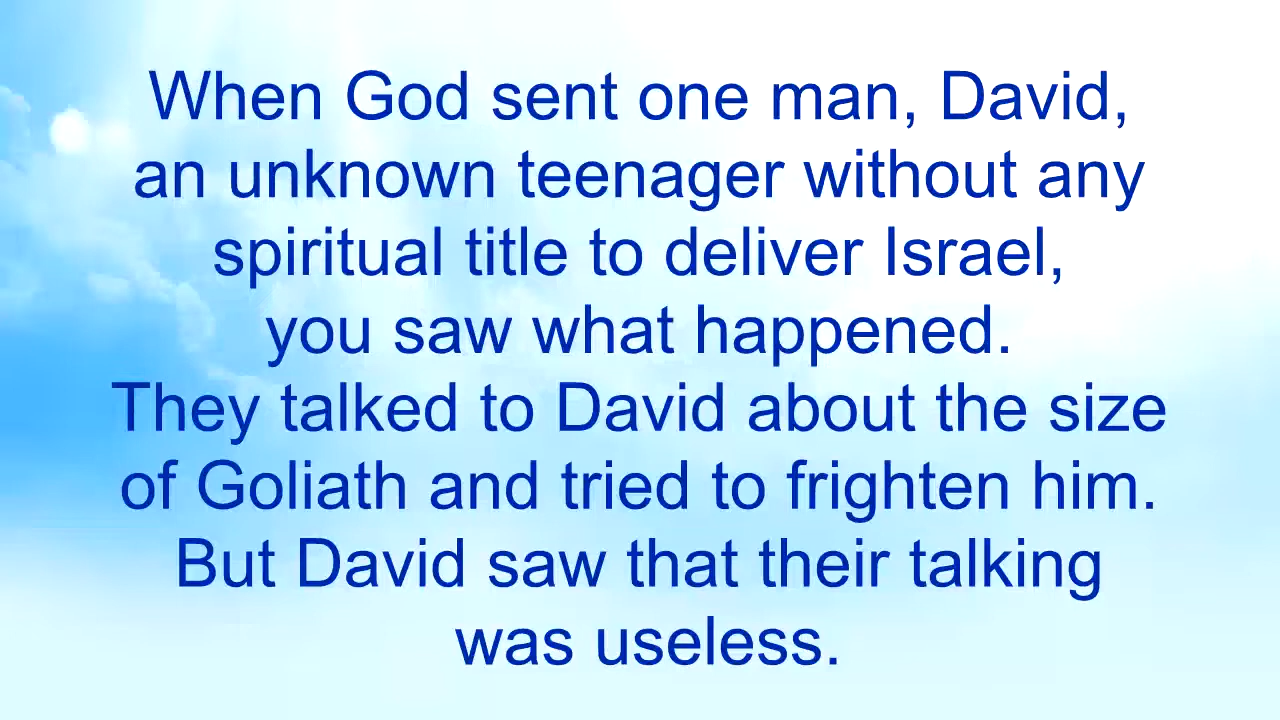 When God sent one man, David,
an unknown teenager without any
spiritual title to deliver Israel,
you saw what happened.
They talked to David about the size
of Goliath and tried to frighten him.
But David saw that their talking
was useless.